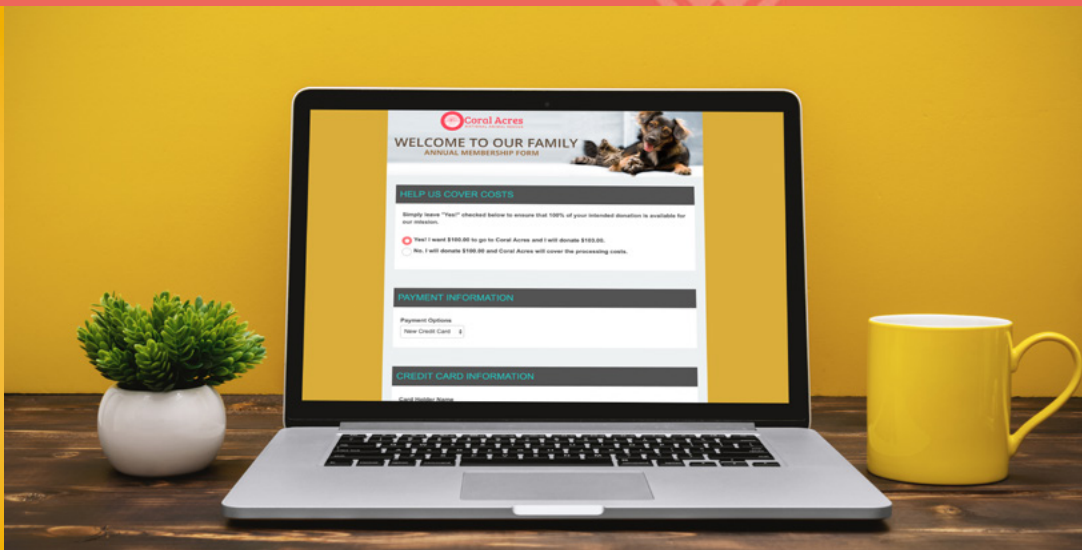 Coral Acres
WELCOME TO OUR FAMILY
ANNUAL MEMBERSHIP FORM
HELP US COVER COSTS
Simply leave "Yes!" checked below to ensure that 100% of your intended donation is available for
our mission.
Yes! I want $100.00 to go to Coral Acres and I will donate $103.00.
No. I will donate $100.00 and Coral Acres will cover the processing costs.
PAYMENT INFORMATION
Payment Options
New Credit Card
CREDIT CARD INFORMATION
Card Holder Name